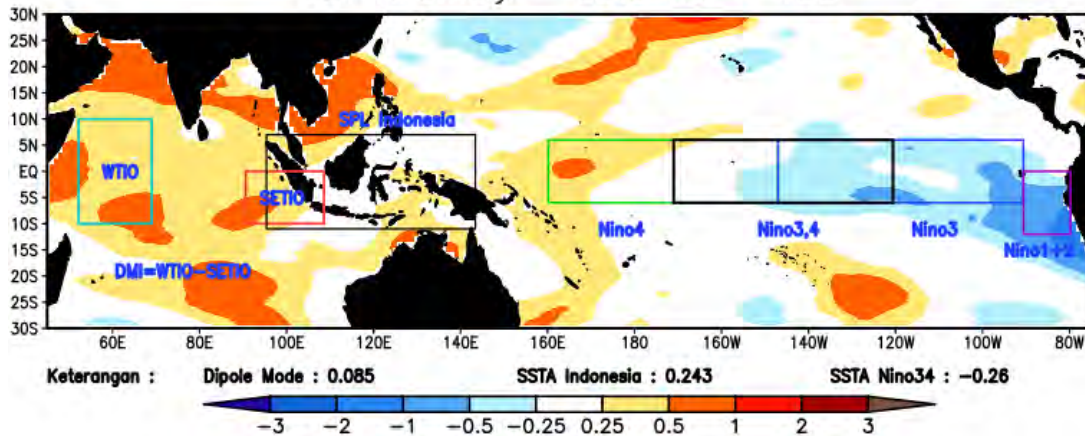 30N
25N
20N
15N
10N
5N
EQ
5S
10S
15S
20S
25S
30S
SPL Indonesia
WTIO
SETIO
Nino4
Nino3,4
Nino3
Nino1+2
DMI=WTIO-SETIO
60E 80E 100E 120E 140E 160E 180 160W 140W 120W 100W 80W
Keterangan : Dipole Mode : 0.085 SSTA Indonesia : 0.243 SSTA Nino34 : -0.26
-3 -2 -1 -0.5 -0.25 0.25 0.5 1 2 3